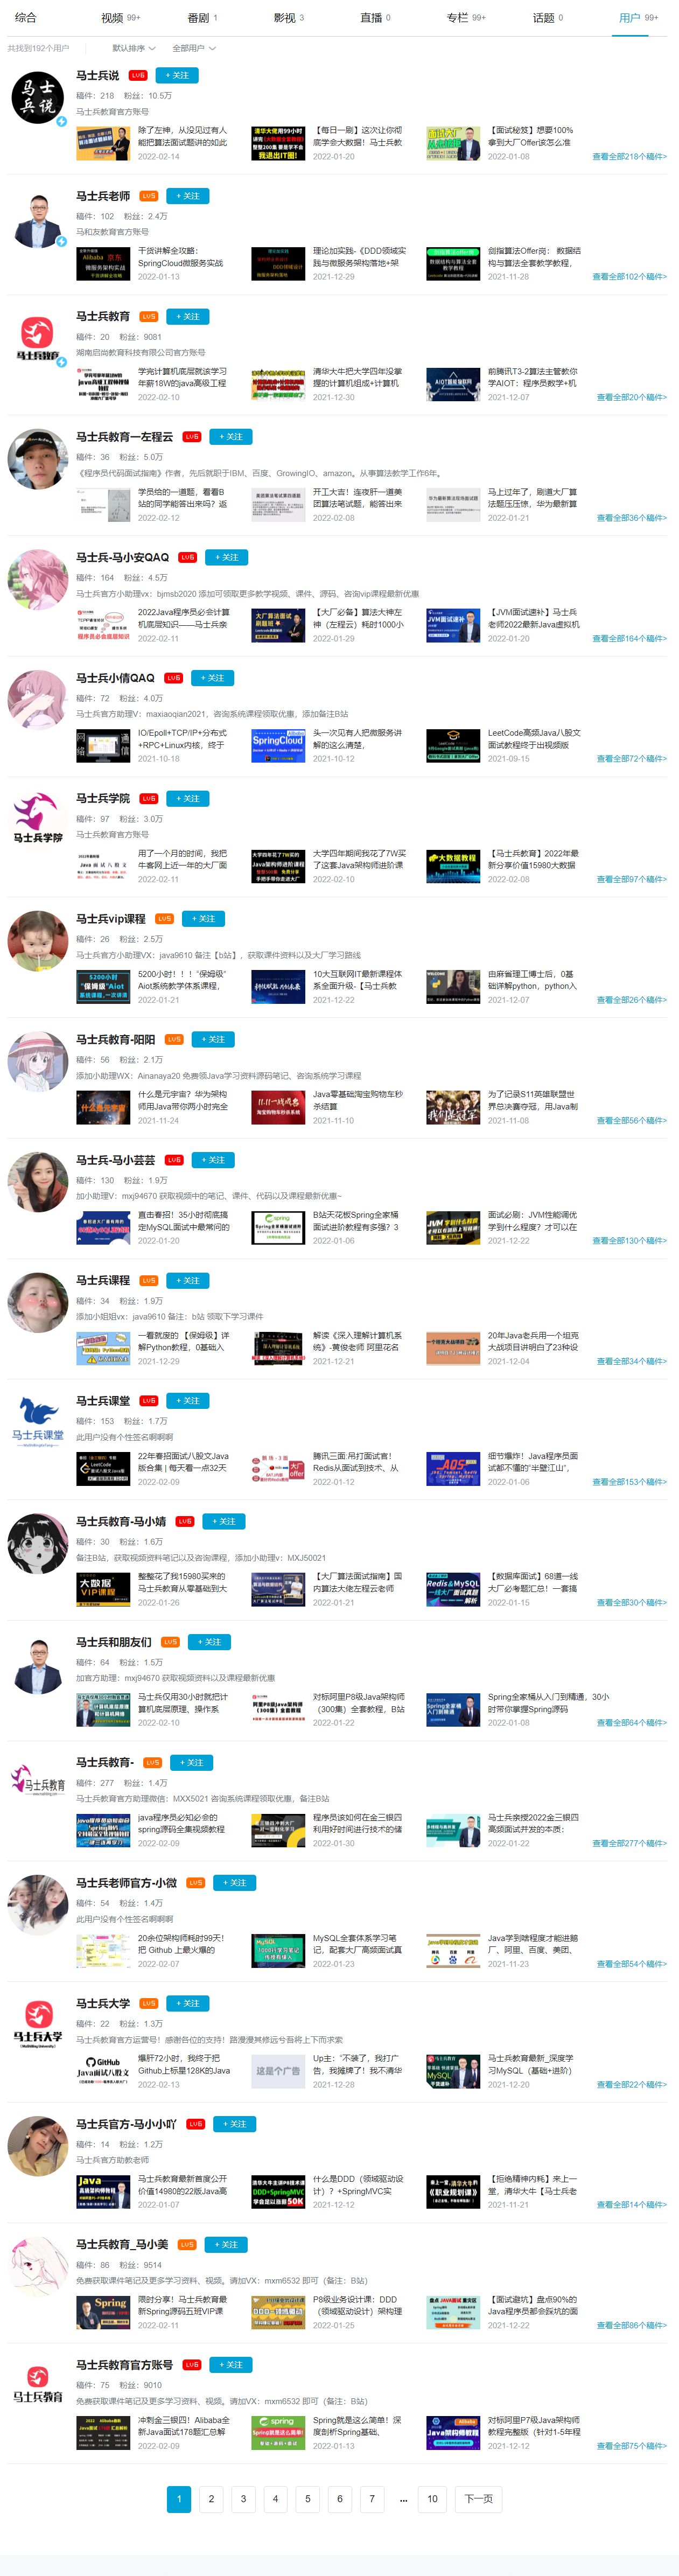 综合 视频 99+ 番剧 1 影视 3 直播 0 专栏 99+ 话题 0 用户 99+
共找到192个用户 默认排序 全部用户
马士兵说 LV6 + 关注
稿件：218 粉丝：10.5万
马士兵教育官方账号
除了左神，从没见过有人能把算法面试题讲的如此
2022-02-14
【每日一刷】这次让你彻底学会大数据！马士兵教
2022-01-20
【面试秘笈】想要100%拿到大厂Offer该怎么准
2022-01-08
查看全部218个稿件>
马士兵老师 LV5 + 关注
稿件：102 粉丝：2.4万
马和友教育官方账号
干货讲解全攻略：SpringCloud微服务实战
2022-01-13
理论加实践-《DDD领域实践与微服务架构落地+架
2021-12-29
剑指算法Offer岗： 数据结构与算法全套教学教程，
2021-11-28
查看全部102个稿件>
马士兵教育 LV5 + 关注
稿件：20 粉丝：9081
湖南启尚教育科技有限公司官方账号
学完计算机底层就该学习年薪18W的java高级工程
2022-02-10
清华大牛把大学四年没掌握的计算机组成+计算机
2021-12-30
前腾讯T3-2算法主管教你学AIOT：程序员数学+机
2021-12-07
查看全部20个稿件>
马士兵教育一左程云 LV6 + 关注
稿件：36 粉丝：5.0万
《程序员代码面试指南》作者，先后就职于IBM、百度、GrowingIO、amazon。从事算法教学工作6年。
学员给的一道题，看看B站的同学能答出来吗？返
2022-02-12
开工大吉！连夜肝一道美团算法笔试题，能答出来
2022-02-08
马上过年了，刷道大厂算法题压压惊，华为最新算
2022-01-21
查看全部36个稿件>
马士兵-马小安QAQ LV6 + 关注
稿件：164 粉丝：4.5万
马士兵官方小助理vx：bjmsb2020 添加可领取更多教学视频、课件、源码、咨询vip课程最新优惠
2022Java程序员必会计算机底层知识——马士兵亲
2022-02-11
【大厂必备】算法大神左神（左程云）耗时1000小
2022-01-29
【JVM面试速补】马士兵老师2022最新Java虚拟机
2022-01-20
查看全部164个稿件>
马士兵小倩QAQ LV6 + 关注
稿件：72 粉丝：4.0万
马士兵官方助理V：maxiaoqian2021，咨询系统课程领取优惠，添加备注B站
IO/Epoll+TCP/IP+分布式+RPC+Linux内核，终于
2021-10-18
头一次见有人把微服务讲解的这么清楚，
2021-10-12
LeetCode高频Java八股文面试教程终于出视频版
2021-09-15
查看全部72个稿件>
马士兵学院 LV6 + 关注
稿件：97 粉丝：3.0万
马士兵教育官方账号
用了一个月的时间，我把牛客网上近一年的大厂面
2022-02-11
大学四年期间我花了7W买了这套Java架构师进阶课
2022-02-10
【马士兵教育】2022年最新分享价值15980大数据
2022-02-08
查看全部97个稿件>
马士兵vip课程 LV5 + 关注
稿件：26 粉丝：2.5万
马士兵官方小助理VX：java9610 备注【b站】，获取课件资料以及大厂学习路线
5200小时！！！"保姆级"Aiot系统教学体系课程，
2022-01-21
10大互联网IT最新课程体系全面升级-【马士兵教
2021-12-22
由麻省理工博士后，0基础详解python，python入
2021-12-07
查看全部26个稿件>
马士兵教育-阳阳 LV5 + 关注
稿件：56 粉丝：2.1万
添加小助理WX：Ainanaya20 免费领Java学习资料源码笔记、咨询系统学习课程
什么是元宇宙？华为架构师用Java带你两小时完全
2021-11-24
Java零基础淘宝购物车秒杀结算
2021-11-10
为了记录S11英雄联盟世界总决赛夺冠，用Java制
2021-11-08
查看全部56个稿件>
马士兵-马小芸芸 LV6 + 关注
稿件：130 粉丝：1.9万
加小助理V：mxj94670 获取视频中的笔记、课件、代码以及课程最新优惠~
直击春招！35小时彻底搞定MySQL面试中最常问的
2022-01-20
B站天花板Spring全家桶面试进阶教程有多强？3
2022-01-06
面试必刷：JVM性能调优学到什么程度？才可以在
2021-12-22
查看全部130个稿件>
马士兵课程 LV5 + 关注
稿件：34 粉丝：1.9万
添加小姐姐vx：java9610 备注：b站 领取下学习课件
一看就废的 【保姆级】详解Python教程，0基础入
2021-12-29
解读《深入理解计算机系统》-黄俊老师 阿里花名
2021-12-21
20年Java老兵用一个坦克大战项目讲明白了23种设
2021-12-04
查看全部34个稿件>
马士兵课堂 LV6 + 关注
稿件：153 粉丝：1.7万
此用户没有个性签名啊啊啊
22年春招面试八股文Java版合集 | 每天看一点32天
2022-02-09
腾讯三面:吊打面试官！Redis从面试到技术、从
2022-01-12
细节爆炸！Java程序员面试都不懂的"半壁江山"，
2022-01-06
查看全部153个稿件>
马士兵教育-马小婧 LV6 + 关注
稿件：30 粉丝：1.6万
备注B站，获取视频资料笔记以及咨询课程，添加小助理v：MXJ50021
整整花了我15980买来的马士兵教育从零基础到大
2022-01-26
【大厂算法面试指南】国内算法大佬左程云老师
2022-01-21
【数据库面试】68道一线大厂必考题汇总！一套搞
2022-01-15
查看全部30个稿件>
马士兵和朋友们 LV5 + 关注
稿件：64 粉丝：1.5万
加官方助理：mxj94670 获取视频资料以及课程最新优惠
马士兵仅用30小时就把计算机底层原理、操作系
2022-02-10
对标阿里P8级Java架构师（300集）全套教程，B站
2022-01-22
Spring全家桶从入门到精通，30小时带你掌握Spring源码
2022-01-08
查看全部64个稿件>
马士兵教育- LV5 + 关注
稿件：277 粉丝：1.4万
马士兵教育官方助理微信：MXX5021 咨询系统课程领取优惠，备注B站
java程序员必知必会的spring源码全集视频教程
2022-02-09
程序员该如何在金三银四利用好时间进行技术的储
2022-01-30
马士兵亲授2022金三银四高频面试并发的本质：
2022-01-22
查看全部277个稿件>
马士兵老师官方-小微 LV5 + 关注
稿件：54 粉丝：1.4万
此用户没有个性签名啊啊啊
20余位架构师耗时99天！把 Github 上最火爆的
2022-02-07
MySQL全套体系学习笔记，配套大厂高频面试真
2022-01-23
Java学到啥程度才能进鹅厂、阿里、百度、美团、
2021-11-23
查看全部54个稿件>
马士兵大学 LV5 + 关注
稿件：22 粉丝：1.3万
马士兵教育官方运营号！感谢各位的支持！路漫漫其修远兮吾将上下而求索
爆肝72小时，我终于把Github上标星128K的Java
2022-02-13
Up主："不装了，我打广告，我摊牌了！我不清华
2021-12-28
马士兵教育最新_深度学习MySQL（基础+进阶）
2021-12-20
查看全部22个稿件>
马士兵官方-马小小吖 LV6 + 关注
稿件：14 粉丝：1.2万
马士兵官方助教老师
马士兵教育最新首度公开价值14980的22版Java高
2022-01-07
什么是DDD（领域驱动设计）？+SpringMVC实
2021-12-12
【拒绝精神内耗】来上一堂，清华大牛【马士兵老
2021-11-21
查看全部14个稿件>
马士兵教育_马小美 LV5 + 关注
稿件：86 粉丝：9514
免费获取课件笔记及更多学习资料、视频。请加VX：mxm6532 即可（备注：B站）
限时分享！马士兵教育最新Spring源码五班VIP课
2022-02-11
P8级业务设计课：DDD（领域驱动设计）架构理
2022-01-25
【面试避坑】盘点90%的Java程序员都会踩坑的面
2021-12-22
查看全部86个稿件>
马士兵教育官方账号 LV6 + 关注
稿件：75 粉丝：9010
免费获取课件笔记及更多学习资料、视频。请加VX：mxm6532 即可（备注：B站）
冲刺金三银四！Alibaba全新Java面试178题汇总解
2022-02-09
Spring就是这么简单！深度剖析Spring基础、
2022-01-13
对标阿里P7级Java架构师教程完整版（针对1-5年程
2021-12-12
查看全部75个稿件>
1 2 3 4 5 6 7 ... 10 下一页